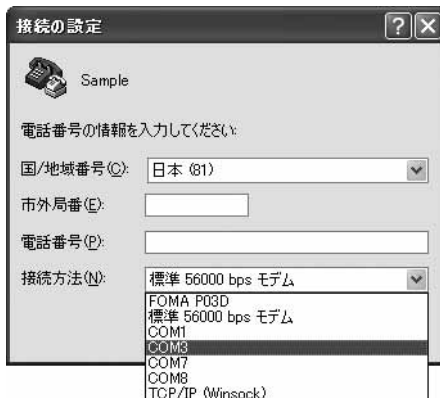 接続の設定
Sample
電話番号の情報を入力してください:
国/地域番号(C): 日本 (81)
市外局番(E):
電話番号(P):
接続方法(N): 標準 56000 bps モデム
FOMA P03D
標準 56000 bps モデム
COM1
COM3
COM7
COM8
TCP/IP (Winsock)